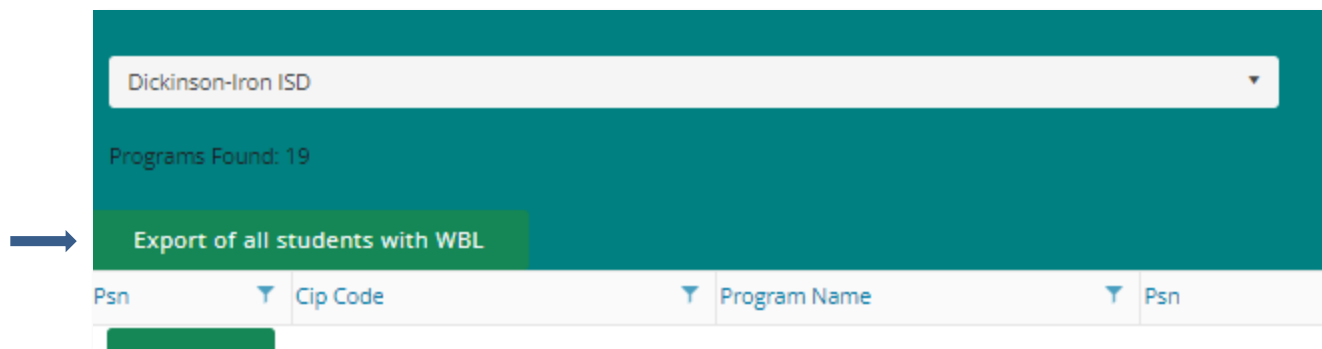 Dickinson-Iron ISD
Programs Found: 19
Export of all students with WBL
Psn Cip Code Program Name Psn